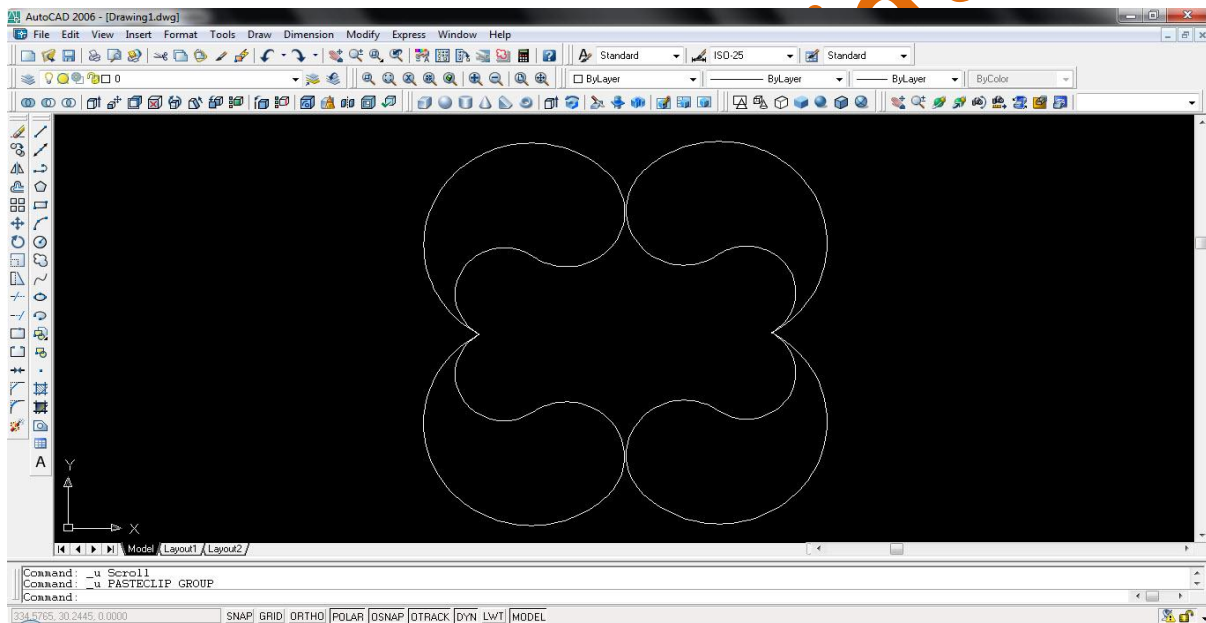 AutoCAD 2006 - [Drawing1.dwg]
File Edit View Insert Format Tools Draw Dimension Modify Express Window Help
Standard ISO-25 Standard
0 ByLayer ByLayer ByLayer ByColor
A
Y
X
Model Layout1 Layout2
Command: _u Scroll
Command: _u PASTECLIP GROUP
Command:
334.5765, 30.2445, 0.0000 SNAP GRID ORTHO POLAR OSNAP OTRACK DYN LWT MODEL